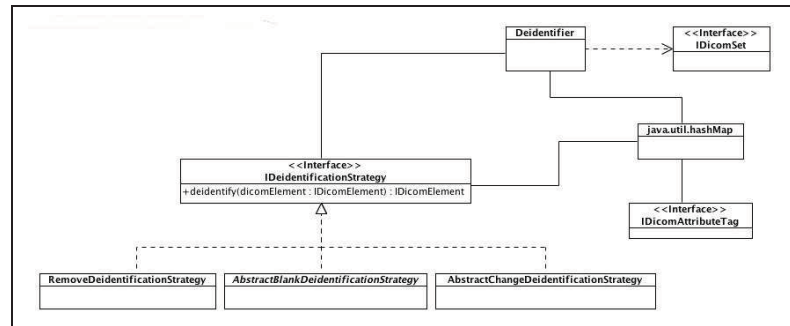 Deidentifier
<<Interface>>
IDicomSet
java.util.hashMap
<<Interface>>
IDeidentificationStrategy
+deidentify(dicomElement : IDicomElement) : IDicomElement
<<Interface>>
IDicomAttributeTag
RemoveDeidentificationStrategy
AbstractBlankDeidentificationStrategy
AbstractChangeDeidentificationStrategy